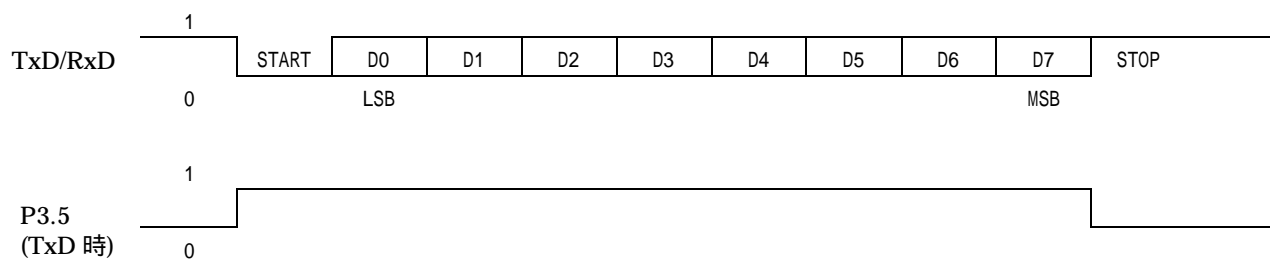 1
TxD/RxD START D0 D1 D2 D3 D4 D5 D6 D7 STOP
0 LSB MSB
1
P3.5
(TxD 時)
0